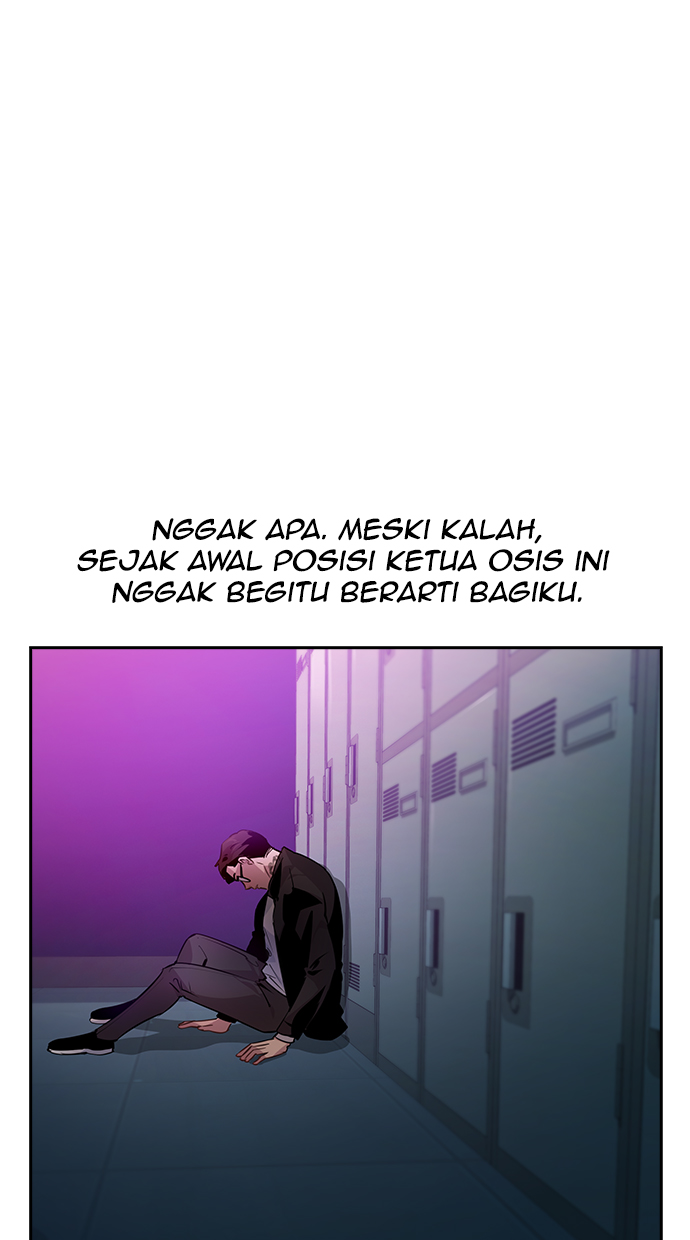 NGGAK APA. MESKI KALAH,
SEJAK AWAL POSISI KETUA OSIS INI
NGGAK BEGITU BERARTI BAGIKU.